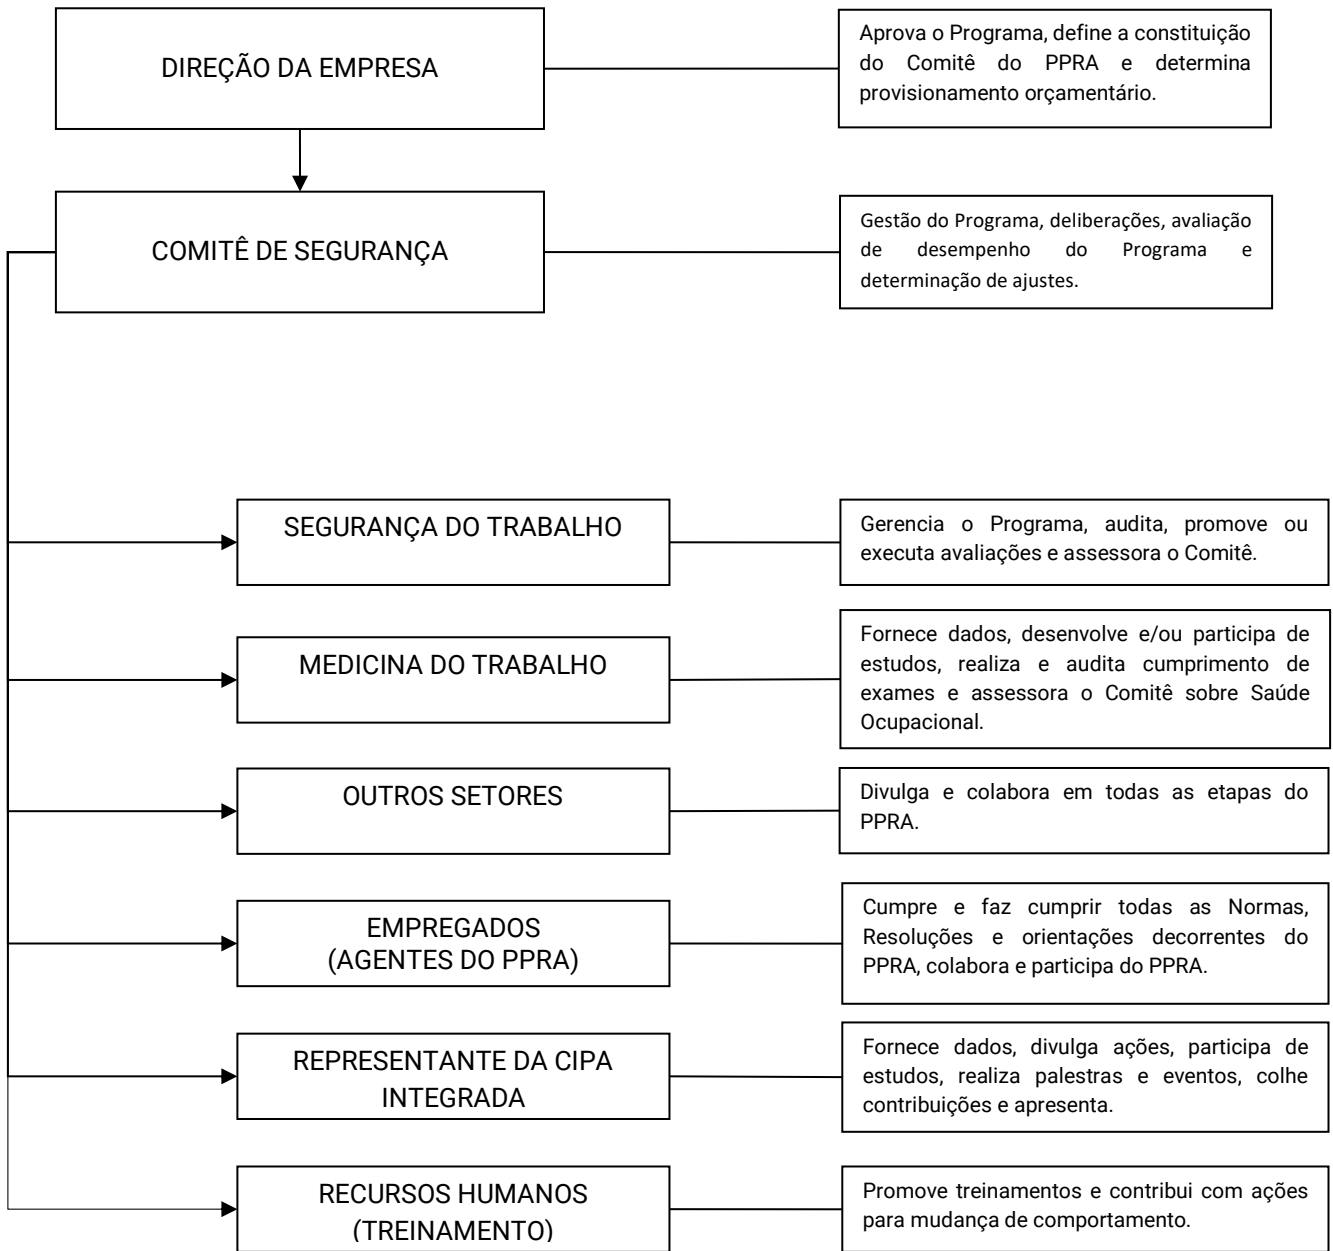 DIREÇÃO DA EMPRESA
Aprova o Programa, define a constituição
do Comitê do PPRA e determina
provisionamento orçamentário.
COMITÊ DE SEGURANÇA
Gestão do Programa, deliberações, avaliação
de desempenho do Programa e
determinação de ajustes.
SEGURANÇA DO TRABALHO
Gerencia o Programa, audita, promove ou
executa avaliações e assessora o Comitê.
MEDICINA DO TRABALHO
Fornece dados, desenvolve e/ou participa de
estudos, realiza e audita cumprimento de
exames e assessora o Comitê sobre Saúde
Ocupacional.
OUTROS SETORES
Divulga e colabora em todas as etapas do
PPRA.
EMPREGADOS
(AGENTES DO PPRA)
Cumpre e faz cumprir todas as Normas,
Resoluções e orientações decorrentes do
PPRA, colabora e participa do PPRA.
REPRESENTANTE DA CIPA
INTEGRADA
Fornece dados, divulga ações, participa de
estudos, realiza palestras e eventos, colhe
contribuições e apresenta.
RECURSOS HUMANOS
(TREINAMENTO)
Promove treinamentos e contribui com ações
para mudança de comportamento.